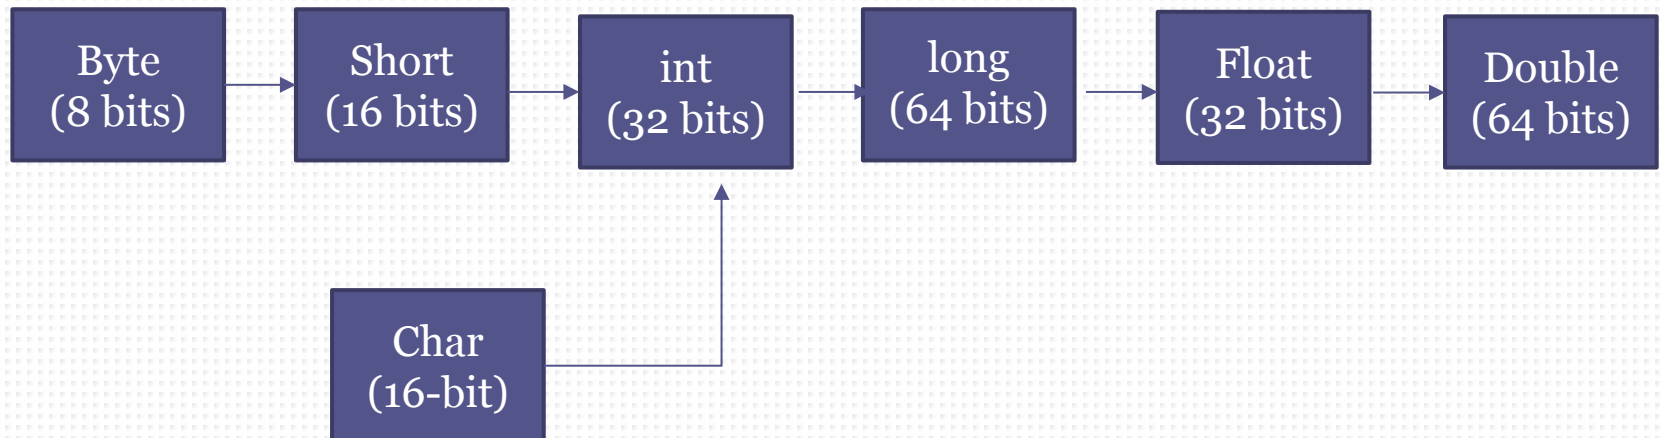 Byte
(8 bits)
Short
(16 bits)
int
(32 bits)
long
(64 bits)
Float
(32 bits)
Double
(64 bits)
Char
(16-bit)